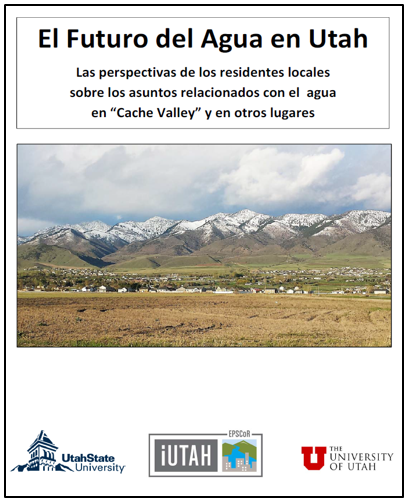 El Futuro del Agua en Utah
Las perspectivas de los residentes locales
sobre los asuntos relacionados con el  agua
en “Cache Valley” y en otros lugares
UtahState
University
EPSCoR
iUTAH
U
THE
UNIVERSITY
OF UTAH